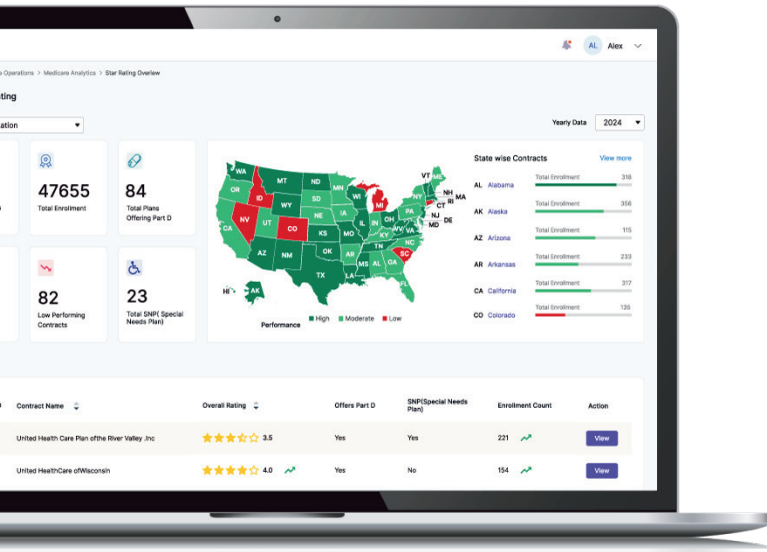 AL Alex
Operations > Medicare Analytics > Star Rating Overiew
ting
ation
Yearly Data 2024
47655
Total Enrollment
84
Total Plans
Offering Part D
82
Low Performing
Contracts
23
Total SNP( Special
Needs Plan)
WA
OR
CA
NV
ID
MT
WY
UT
AZ
CO
NM
ND
SD
NE
KS
OK
TX
MN
IA
MO
AR
LA
WI
IL
MI
IN
OH
KY
TN
MS
AL
GA
FL
SC
NC
VA
WV
PA
NY
VT
ME
NH
MA
RI
CT
NJ
DE
MD
HI
AK
Performance
High
Moderate
Low
State wise Contracts View more
AL Alabama Total Enrollment 318
AK Alaska Total Enrollment 356
AZ Arizona Total Enrollment 115
AR Arkansas Total Enrollment 233
CA California Total Enrollment 317
CO Colorado Total Enrollment 126
Contract Name Overall Rating Offers Part D SNP(Special Needs Plan) Enrollment Count Action
United Health Care Plan ofthe River Valley .Inc 3.5 Yes Yes 221 View
United HealthCare ofWisconsin 4.0 Yes No 154 View